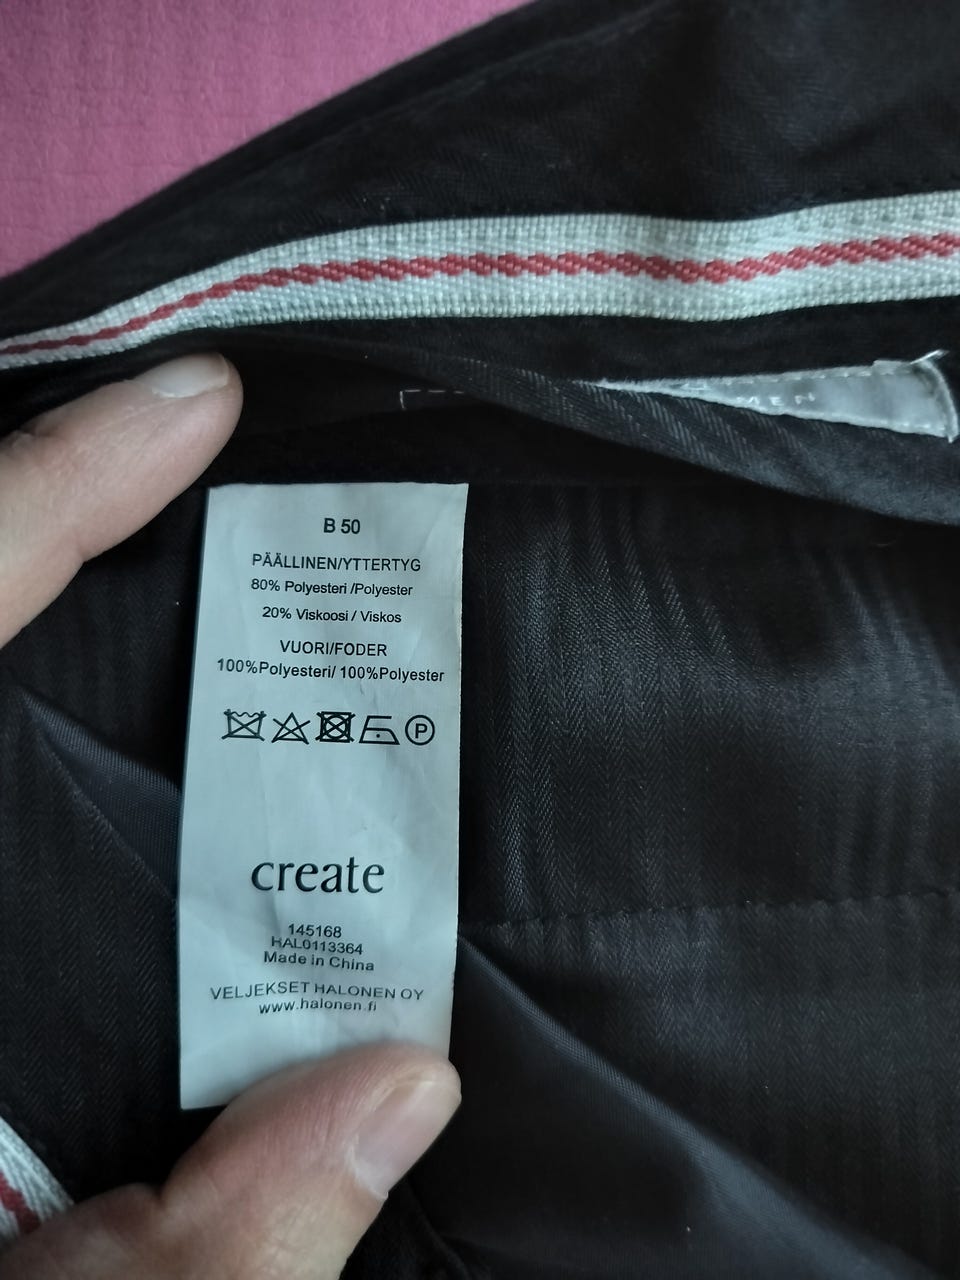 MEN
B 50
PÄÄLLINEN/YTTERTYG
80% Polyesteri /Polyester
20% Viskoosi / Viskos
VUORI/FODER
100%Polyesteri/ 100%Polyester
P
create
145168
HAL0113364
Made in China
VELJEKSET HALONEN OY
www.halonen.fi